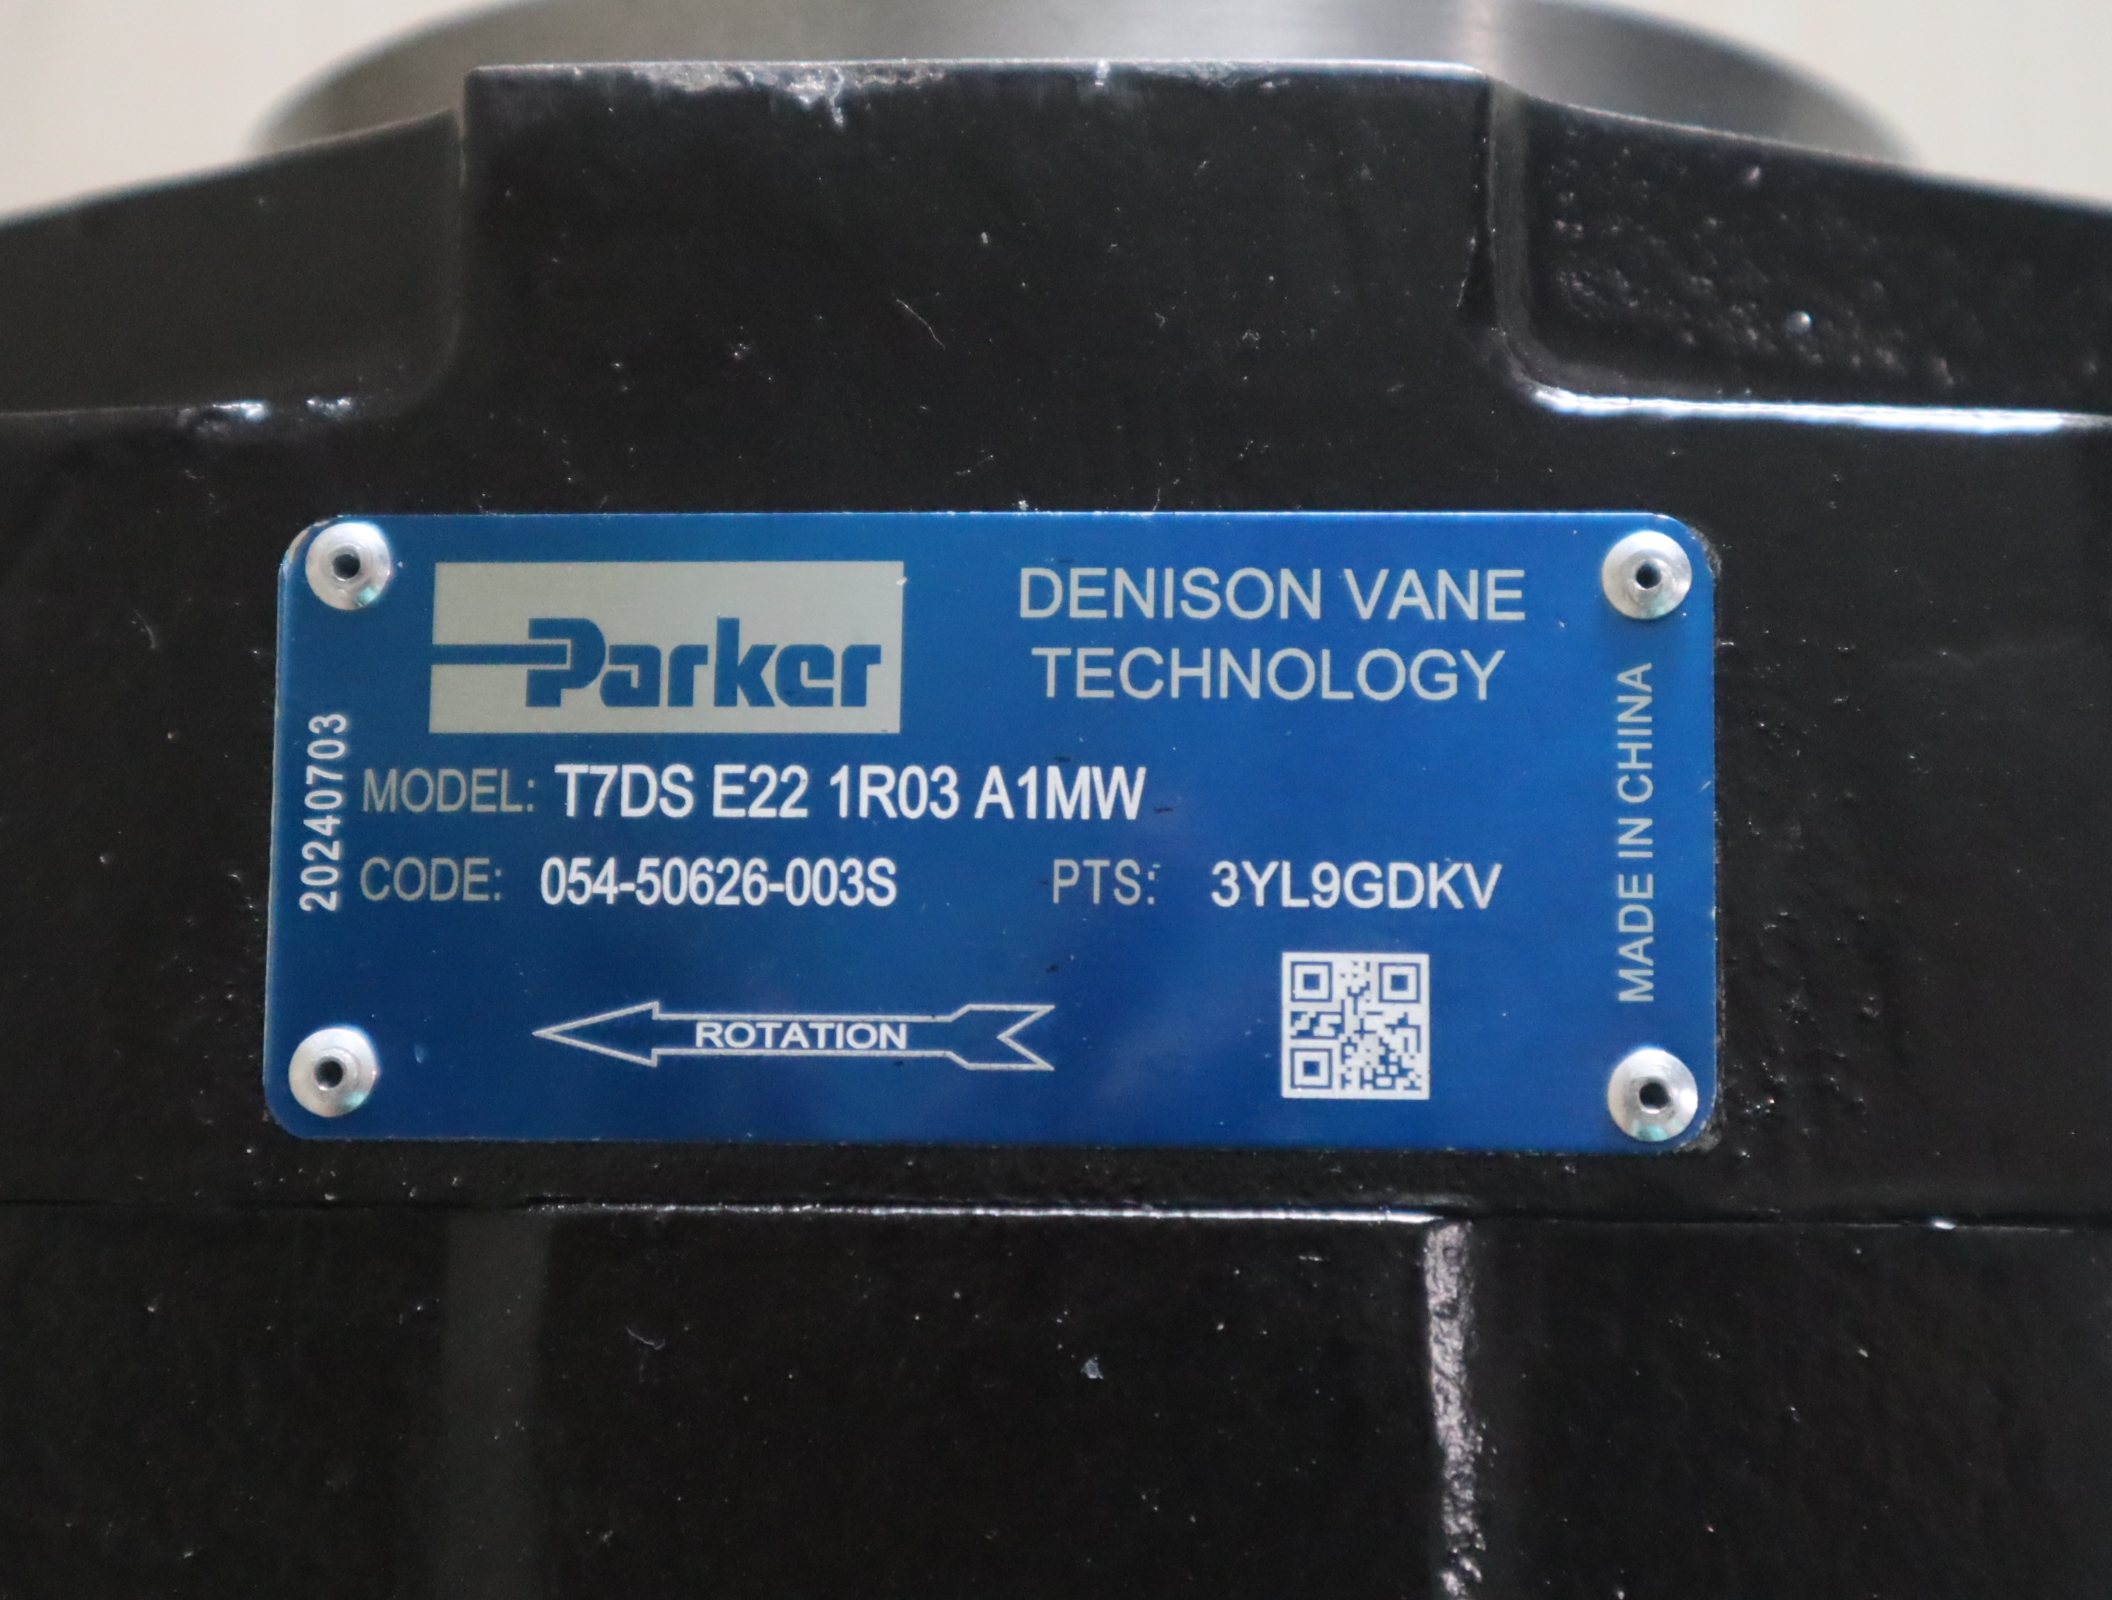 Parker
DENISON VANE
TECHNOLOGY
20240703
MODEL: T7DS E22 1R03 A1MW
CODE: 054-50626-003S
PTS: 3YL9GDKV
ROTATION
MADE IN CHINA